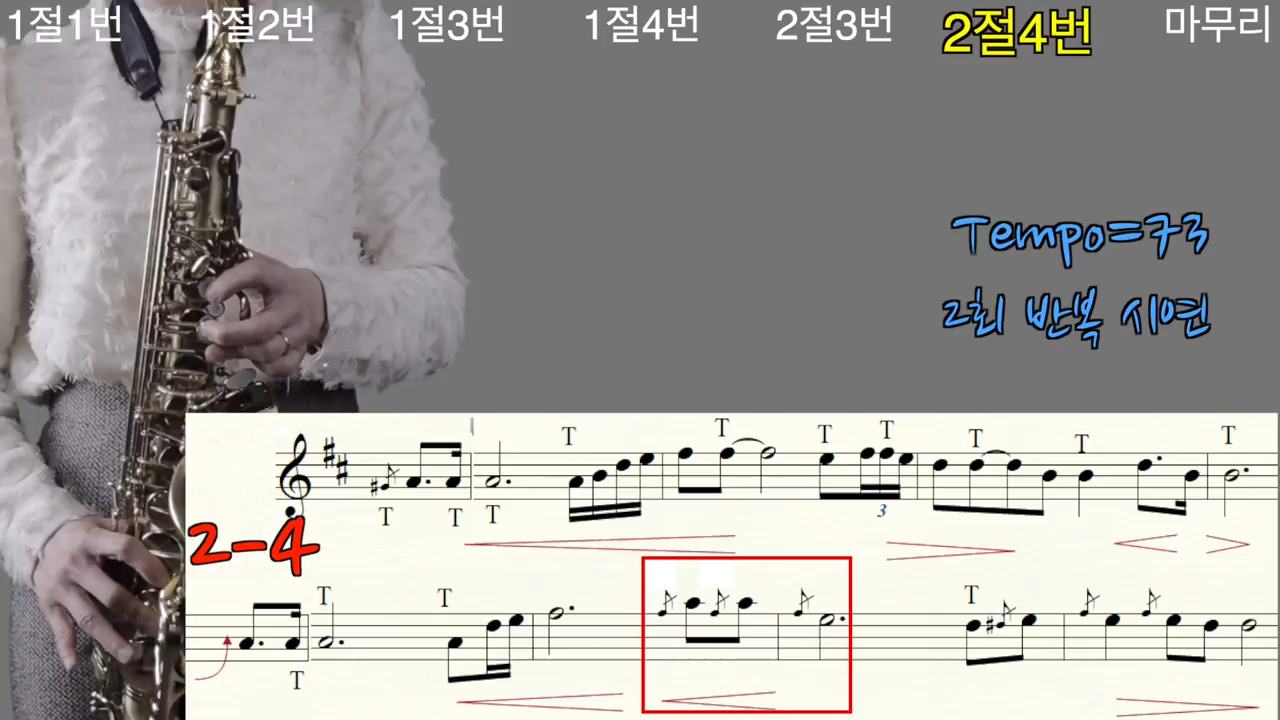 1절1번 1절2번 1절3번 1절4번 2절3번 2절4번 마무리
Tempo=73
2회 반복 시연
T T T T T T T
T T T 3
2-4
T T T
T